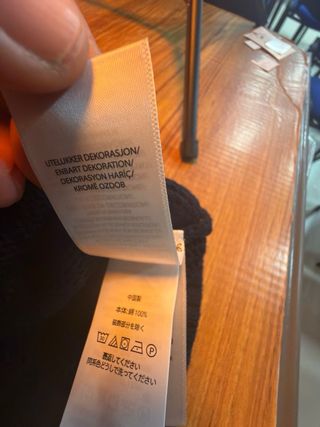 UTELUKKER DEKORASJON/
ENBART DEKORATION/
DEKORASYON HARİÇ/
KROMĚ OZDOB
中国製
本体:綿 100%
装飾部分を除く
裏返してください
同系色どうしで洗ってください